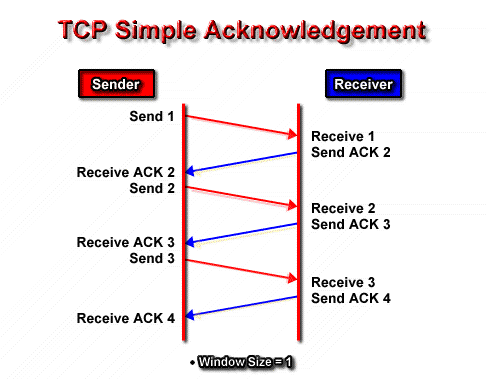 TCP Simple Acknowledgement
Sender
Receiver
Send 1
Receive 1
Send ACK 2
Receive ACK 2
Send 2
Receive 2
Send ACK 3
Receive ACK 3
Send 3
Receive 3
Send ACK 4
Receive ACK 4
• Window Size = 1